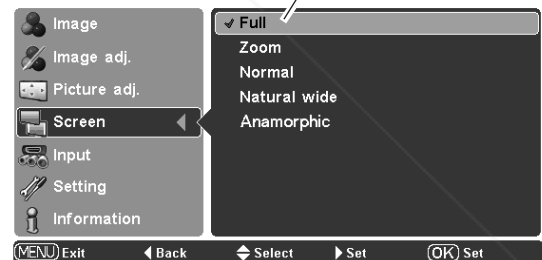 Image
Image adj.
Picture adj.
Screen
Input
Setting
Information
Full
Zoom
Normal
Natural wide
Anamorphic
MENU Exit Back Select Set OK Set